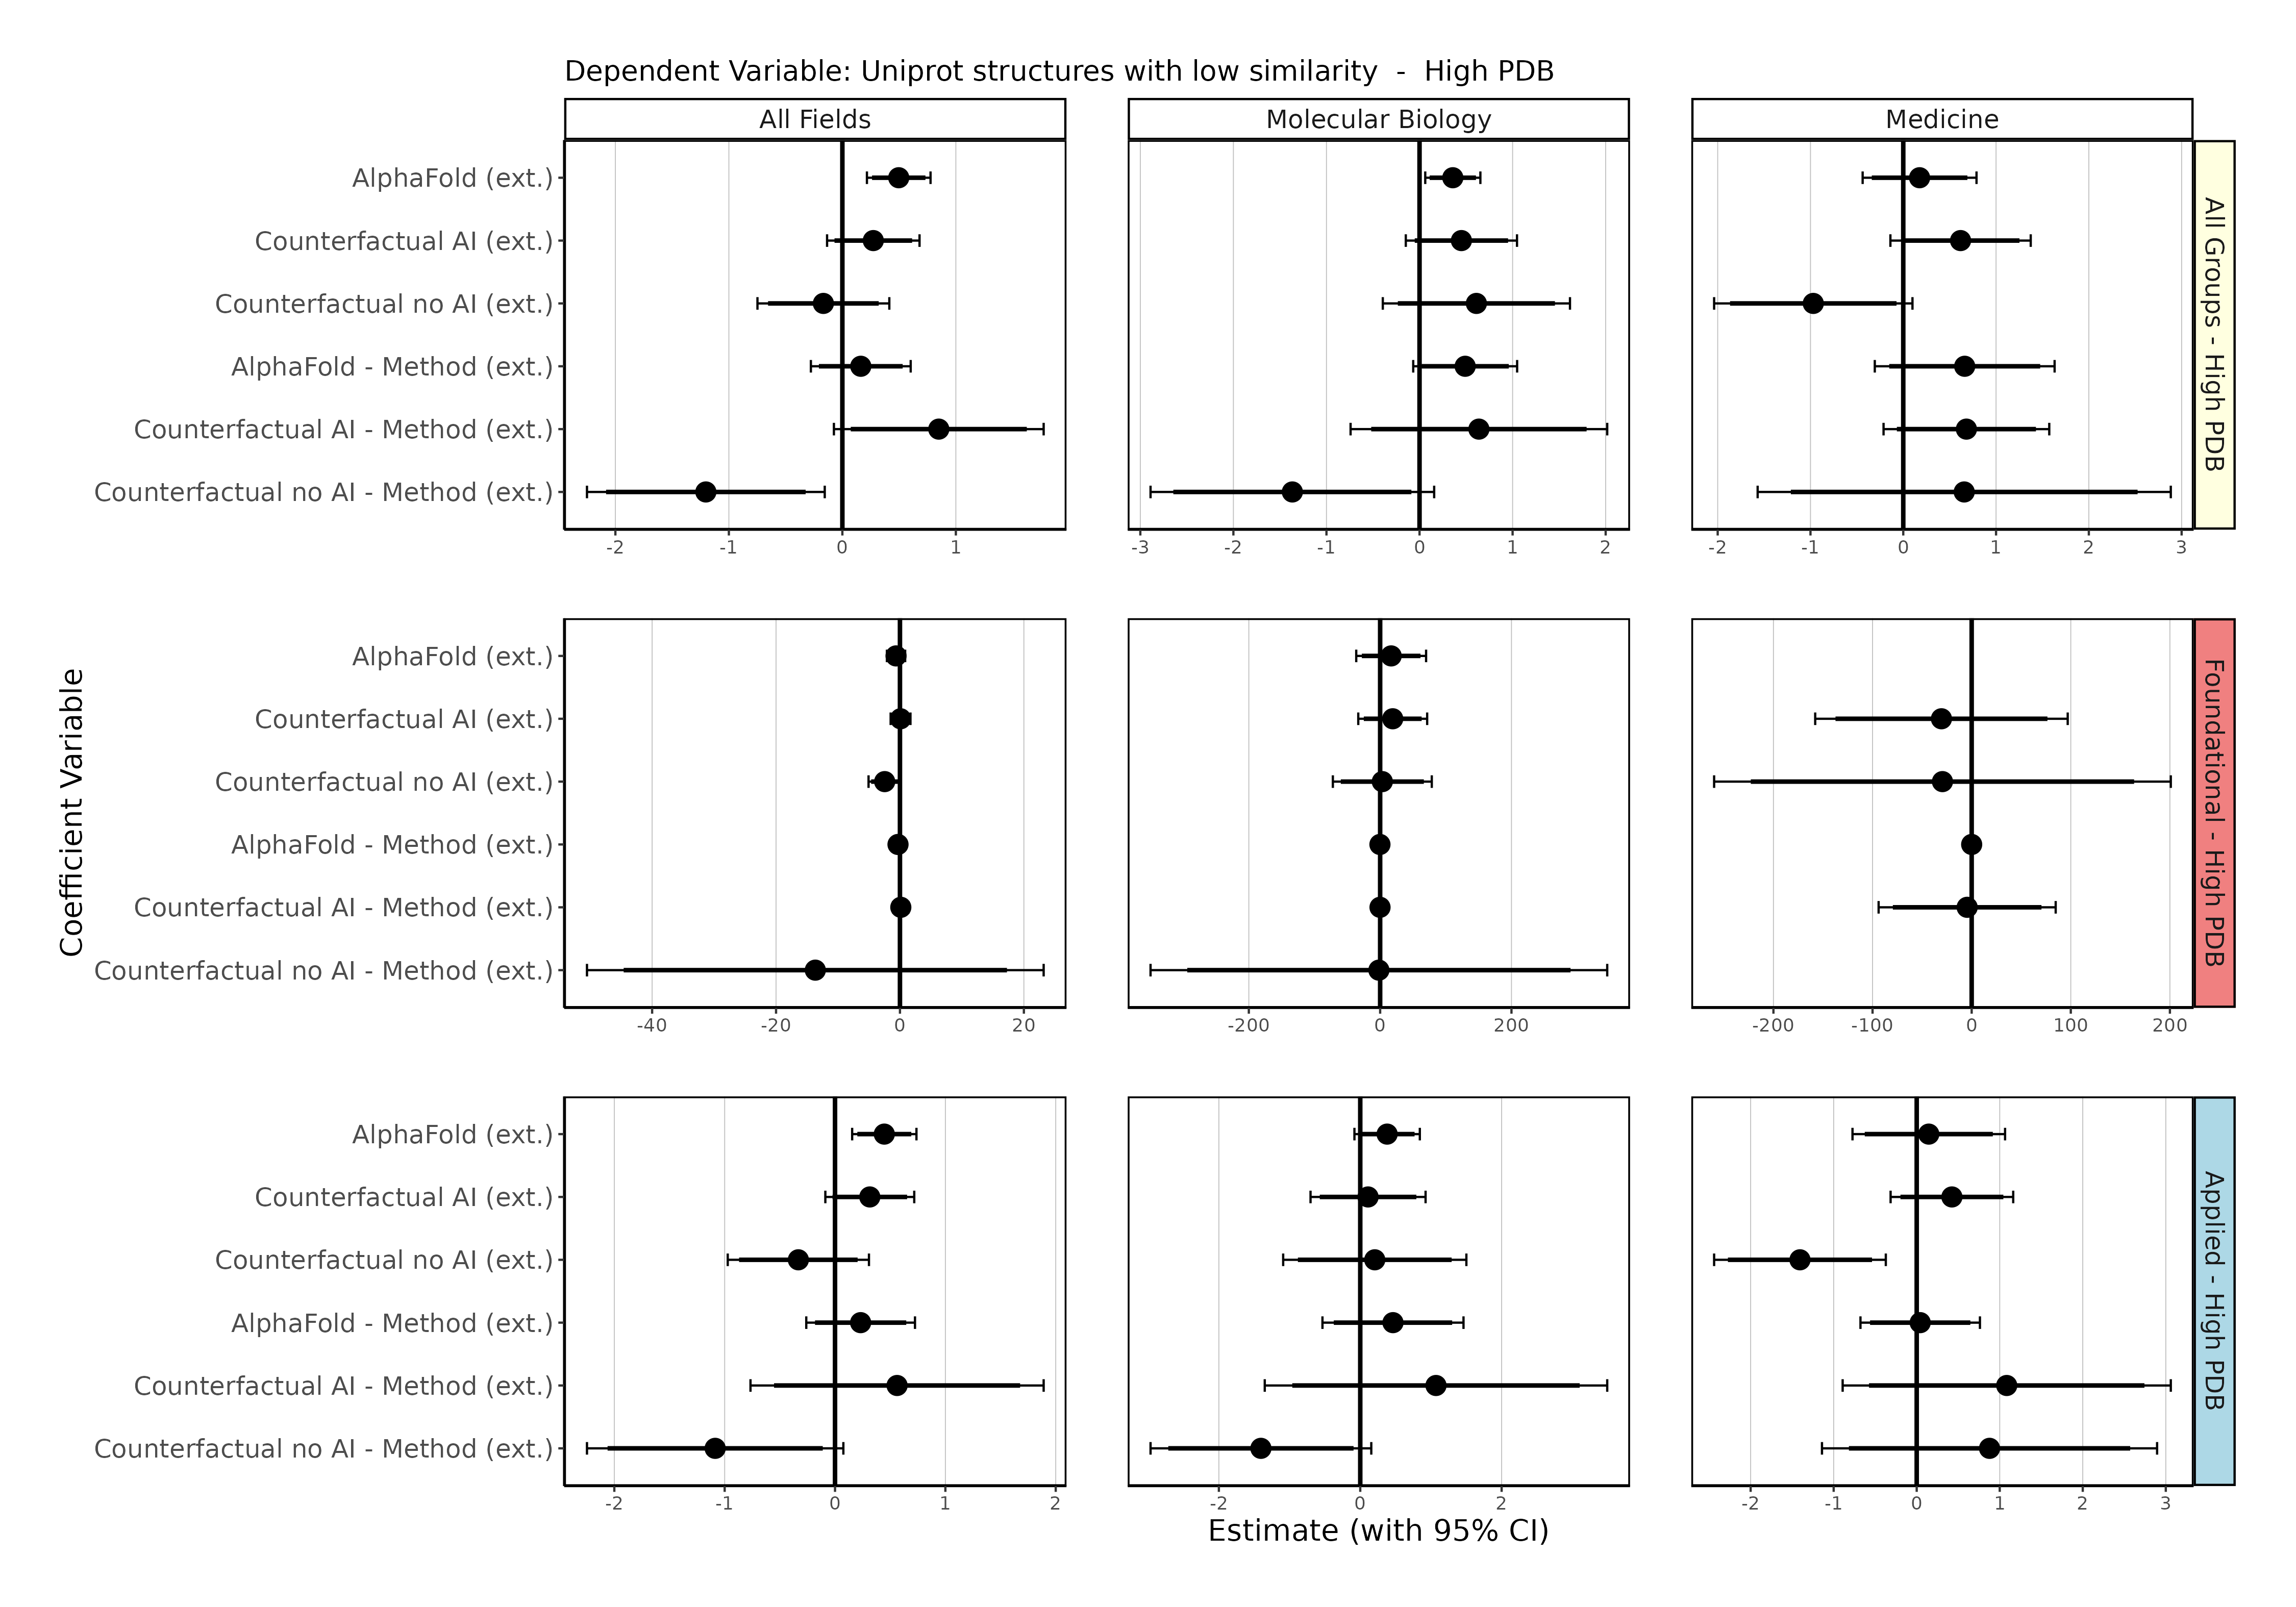 Dependent Variable: Uniprot structures with low similarity - High PDB
All Fields
Molecular Biology
Medicine
AlphaFold (ext.)
Counterfactual AI (ext.)
Counterfactual no AI (ext.)
AlphaFold - Method (ext.)
Counterfactual AI - Method (ext.)
Counterfactual no AI - Method (ext.)
-2 -1 0 1
-3 -2 -1 0 1 2
-2 -1 0 1 2 3
All Groups - High PDB
Coefficient Variable
AlphaFold (ext.)
Counterfactual AI (ext.)
Counterfactual no AI (ext.)
AlphaFold - Method (ext.)
Counterfactual AI - Method (ext.)
Counterfactual no AI - Method (ext.)
-40 -20 0 20
-200 0 200
-200 -100 0 100 200
Foundational - High PDB
AlphaFold (ext.)
Counterfactual AI (ext.)
Counterfactual no AI (ext.)
AlphaFold - Method (ext.)
Counterfactual AI - Method (ext.)
Counterfactual no AI - Method (ext.)
-2 -1 0 1 2
-2 0 2
-2 -1 0 1 2 3
Applied - High PDB
Estimate (with 95% CI)